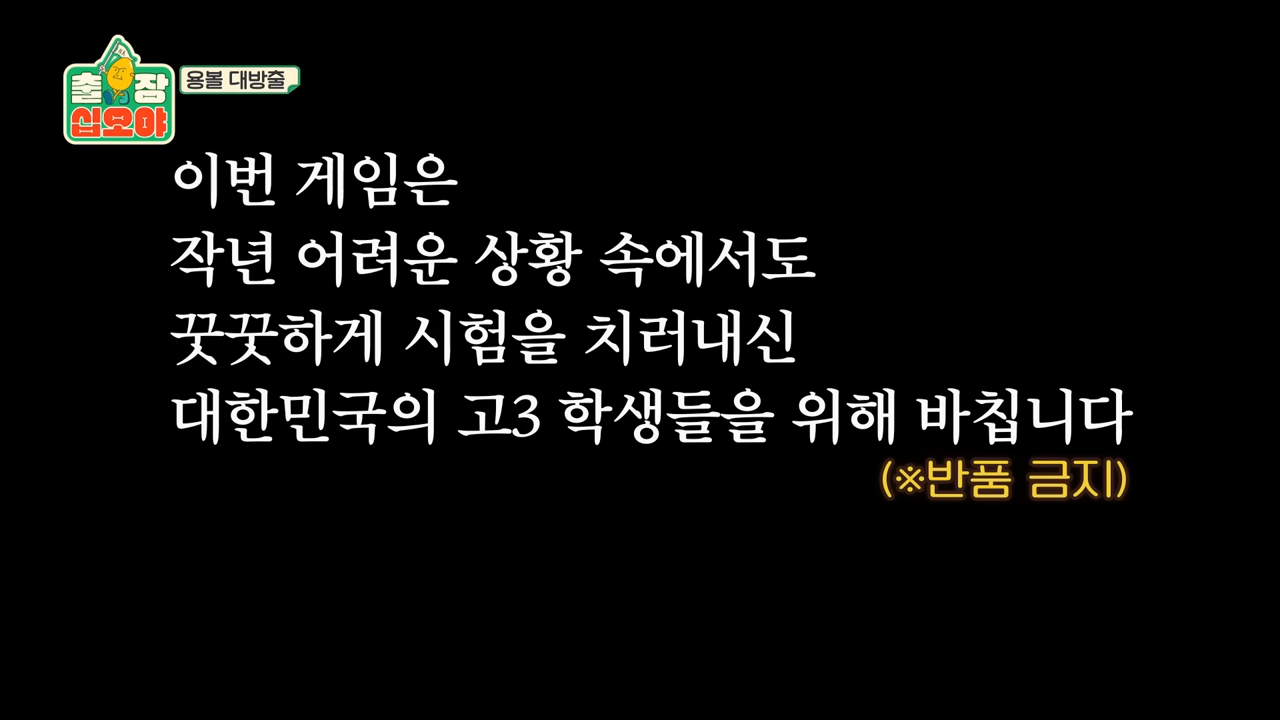 출장
십오야
용볼 대방출
이번 게임은
작년 어려운 상황 속에서도
꿋꿋하게 시험을 치러내신
대한민국의 고3 학생들을 위해 바칩니다
(※반품 금지)